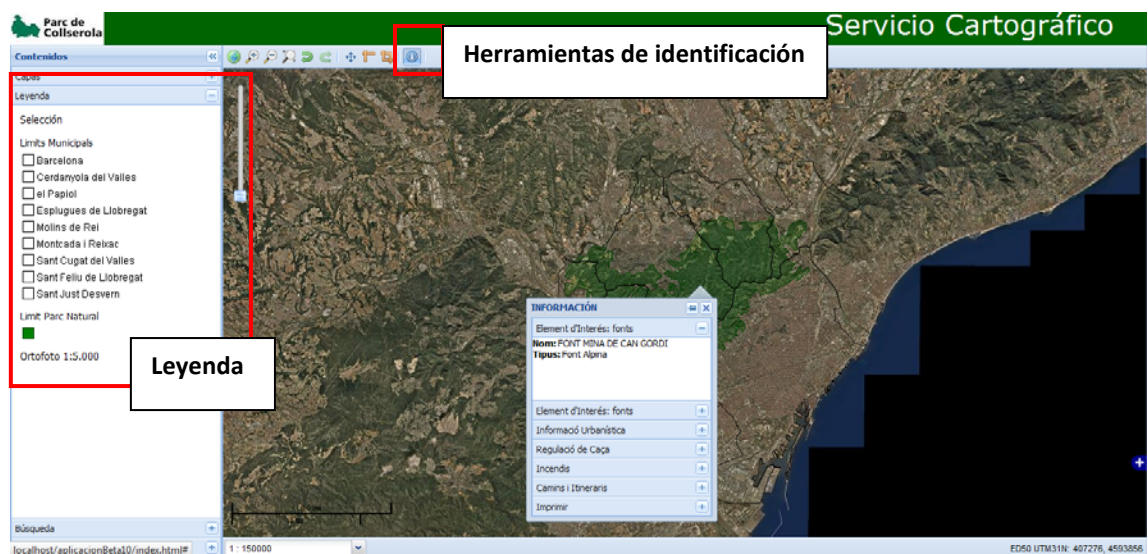 Parc de
Collserola
Servicio Cartográfico
Contenidos
Herramientas de identificación
Capas
Leyenda
Selección
Limits Municipals
Barcelona
Cerdanyola del Valles
el Papiol
Esplugues de Llobregat
Molins de Rei
Montcada i Reixac
Sant Cugat del Valles
Sant Feliu de Llobregat
Sant Just Desvern
Limit Parc Natural
Ortofoto 1:5.000
Leyenda
INFORMACIÓN
Element d'Interés: fonts
Nom: FONT MINA DE CAN GORDI
Tipus: Font Alpina
Element d'Interés: fonts
Informació Urbanística
Regulació de Caça
Incendis
Camins i Itineraris
Imprimir
Búsqueda
localhost/aplicacionBeta10/index.html#
1 : 150000
ED50 UTM31N: 407276, 4593856